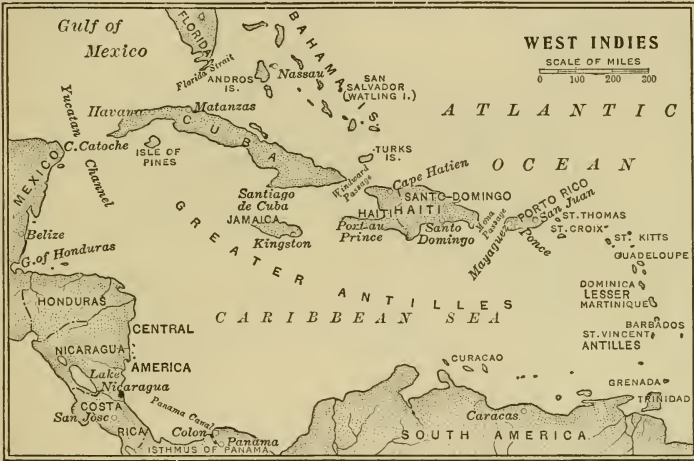 WEST INDIES
SCALE OF MILES
0 100 200 300
Gulf of
Mexico
FLORIDA
Florida Strait
BAHAMA IS.
ANDROS
IS.
Nassau
SAN
SALVADOR
(WATLING I.)
ATLANTIC
OCEAN
Yucatan
Channel
Havana
Matanzas
CUBA
C. Catoche
ISLE OF
PINES
MEXICO
TURKS
IS.
Windward
Passage
Cape Hatien
SANTO-DOMINGO
HAITI
HAITI
Port au
Prince
Santo
Domingo
Mona
Passage
PORTO RICO
San Juan
Mayaguez
Ponce
ST. THOMAS
ST. CROIX
ST. KITTS
GUADELOUPE
Santiago
de Cuba
JAMAICA
Kingston
GREATER ANTILLES
Belize
G. of Honduras
DOMINICA
LESSER
MARTINIQUE
BARBADOS
ST. VINCENT
ANTILLES
HONDURAS
CENTRAL
AMERICA
CARIBBEAN SEA
NICARAGUA
Lake
Nicaragua
CURACAO
GRENADA
TRINIDAD
COSTA
RICA
San Jose
Panama Canal
Colon
Panama
ISTHMUS OF PANAMA
Caracas
SOUTH AMERICA